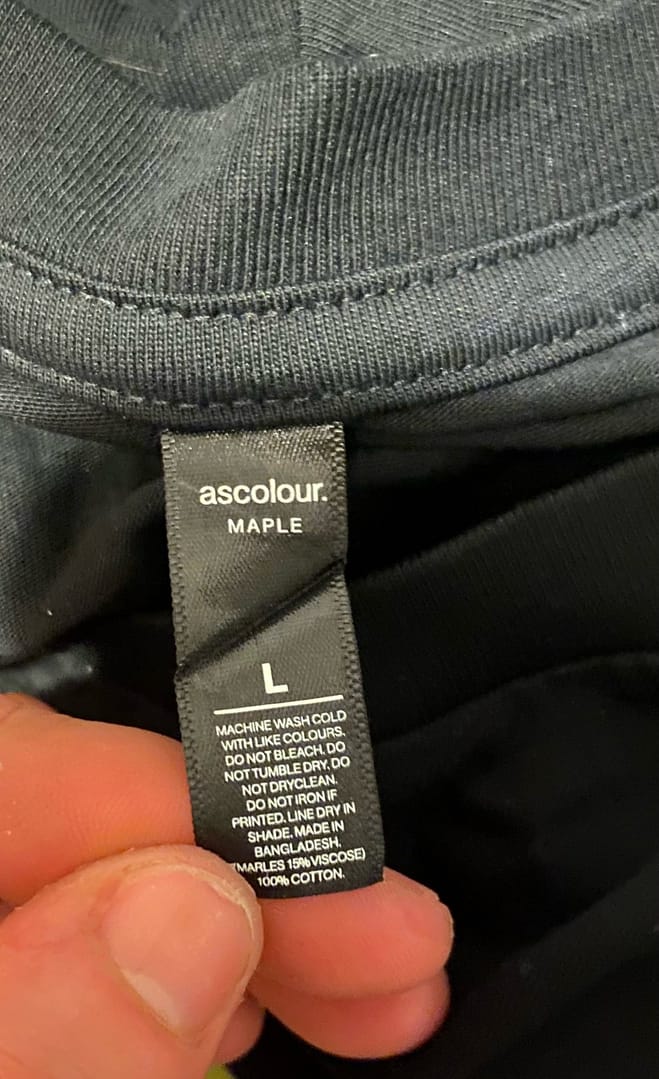 ascolour.
MAPLE
L
MACHINE WASH COLD
WITH LIKE COLOURS.
DO NOT BLEACH. DO
NOT TUMBLE DRY. DO
NOT DRYCLEAN.
DO NOT IRON IF
PRINTED. LINE DRY IN
SHADE. MADE IN
BANGLADESH.
(MARLES 15% VISCOSE)
100% COTTON.